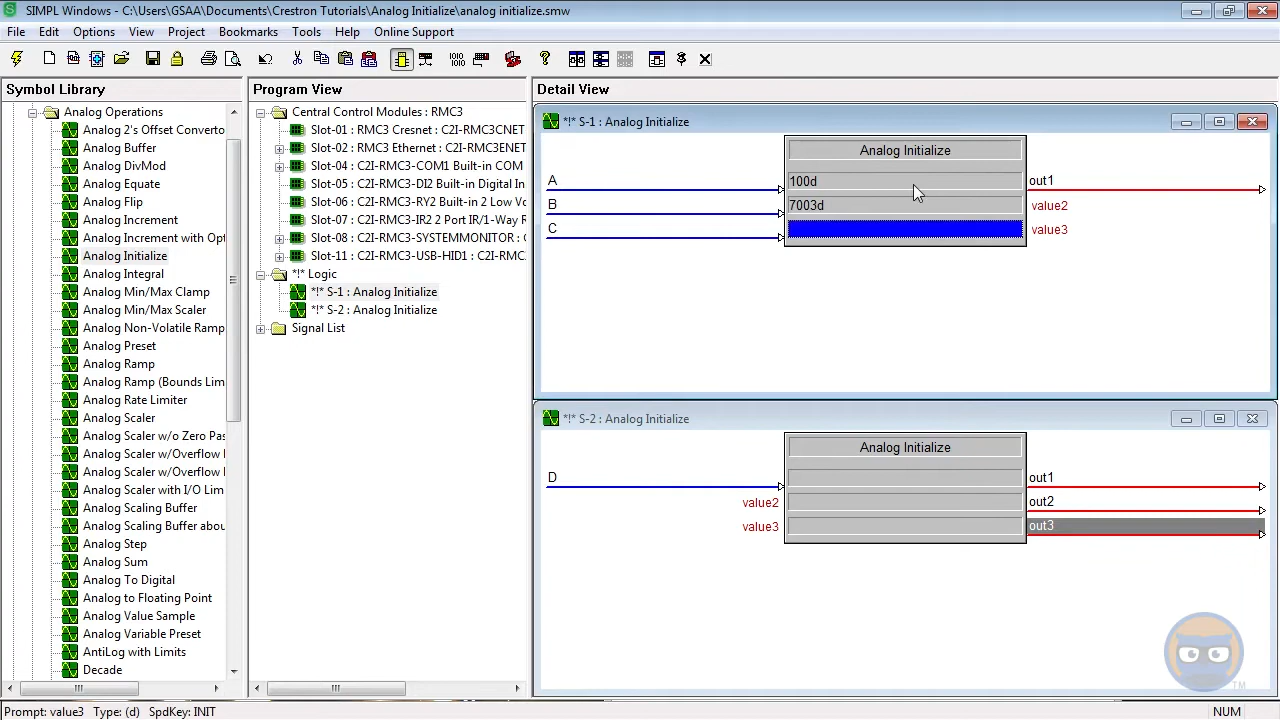 SIMPL Windows - C:\Users\GSAA\Documents\Crestron Tutorials\Analog Initialize\analog initialize.smw
File Edit Options View Project Bookmarks Tools Help Online Support
Symbol Library
Analog Operations
Analog 2's Offset Converto
Analog Buffer
Analog DivMod
Analog Equate
Analog Flip
Analog Increment
Analog Increment with Opt
Analog Initialize
Analog Integral
Analog Min/Max Clamp
Analog Min/Max Scaler
Analog Non-Volatile Ramp
Analog Preset
Analog Ramp
Analog Ramp (Bounds Lim
Analog Rate Limiter
Analog Scaler
Analog Scaler w/o Zero Pas
Analog Scaler w/Overflow
Analog Scaler w/Overflow
Analog Scaler with I/O Lim
Analog Scaling Buffer
Analog Scaling Buffer abou
Analog Step
Analog Sum
Analog To Digital
Analog to Floating Point
Analog Value Sample
Analog Variable Preset
AntiLog with Limits
Decade
Program View
Central Control Modules : RMC3
Slot-01 : RMC3 Cresnet : C2I-RMC3CNET
Slot-02 : RMC3 Ethernet : C2I-RMC3ENET
Slot-04 : C2I-RMC3-COM1 Built-in COM
Slot-05 : C2I-RMC3-DI2 Built-in Digital In
Slot-06 : C2I-RMC3-RY2 Built-in 2 Low Vo
Slot-07 : C2I-RMC3-IR2 2 Port IR/1-Way R
Slot-08 : C2I-RMC3-SYSTEMMONITOR : C
Slot-11 : C2I-RMC3-USB-HID1 : C2I-RMC
*!* Logic
*!* S-1 : Analog Initialize
*!* S-2 : Analog Initialize
Signal List
Detail View
*!* S-1 : Analog Initialize
Analog Initialize
A 100d out1
B 7003d value2
C value3
*!* S-2 : Analog Initialize
Analog Initialize
D out1
value2 out2
value3 out3
TM
Prompt: value3 Type: (d) SpdKey: INIT NUM